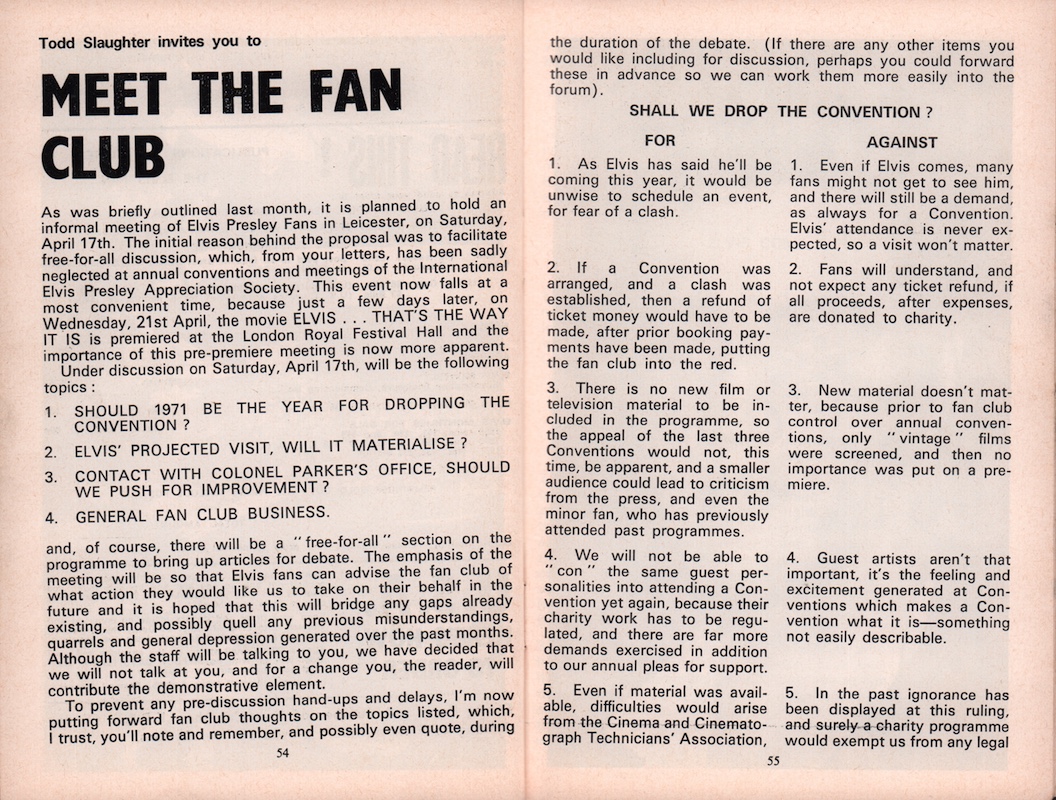 Todd Slaughter invites you to
MEET THE FAN
CLUB
As was briefly outlined last month, it is planned to hold an
informal meeting of Elvis Presley Fans in Leicester, on Saturday,
April 17th. The initial reason behind the proposal was to facilitate
free-for-all discussion, which, from your letters, has been sadly
neglected at annual conventions and meetings of the International
Elvis Presley Appreciation Society. This event now falls at a
most convenient time, because just a few days later, on
Wednesday, 21st April, the movie ELVIS . . . THAT'S THE WAY
IT IS is premiered at the London Royal Festival Hall and the
importance of this pre-premiere meeting is now more apparent.
Under discussion on Saturday, April 17th, will be the following
topics :
1. SHOULD 1971 BE THE YEAR FOR DROPPING THE
CONVENTION ?
2. ELVIS' PROJECTED VISIT, WILL IT MATERIALISE ?
3. CONTACT WITH COLONEL PARKER'S OFFICE, SHOULD
WE PUSH FOR IMPROVEMENT ?
4. GENERAL FAN CLUB BUSINESS.
and, of course, there will be a "free-for-all" section on the
programme to bring up articles for debate. The emphasis of the
meeting will be so that Elvis fans can advise the fan club of
what action they would like us to take on their behalf in the
future and it is hoped that this will bridge any gaps already
existing, and possibly quell any previous misunderstandings,
quarrels and general depression generated over the past months.
Although the staff will be talking to you, we have decided that
we will not talk at you, and for a change you, the reader, will
contribute the demonstrative element.
To prevent any pre-discussion hand-ups and delays, I'm now
putting forward fan club thoughts on the topics listed, which,
I trust, you'll note and remember, and possibly even quote, during
54
the duration of the debate. (If there are any other items you
would like including for discussion, perhaps you could forward
these in advance so we can work them more easily into the
forum).
SHALL WE DROP THE CONVENTION ?
FOR
1. As Elvis has said he'll be
coming this year, it would be
unwise to schedule an event,
for fear of a clash.
2. If a Convention was
arranged, and a clash was
established, then a refund of
ticket money would have to be
made, after prior booking pay-
ments have been made, putting
the fan club into the red.
3. There is no new film or
television material to be in-
cluded in the programme, so
the appeal of the last three
Conventions would not, this
time, be apparent, and a smaller
audience could lead to criticism
from the press, and even the
minor fan, who has previously
attended past programmes.
4. We will not be able to
"con" the same guest per-
sonalities into attending a Con-
vention yet again, because their
charity work has to be regu-
lated, and there are far more
demands exercised in addition
to our annual pleas for support.
5. Even if material was avail-
able, difficulties would arise
from the Cinema and Cinemato-
graph Technicians' Association,
AGAINST
1. Even if Elvis comes, many
fans might not get to see him,
and there will still be a demand,
as always for a Convention.
Elvis' attendance is never ex-
pected, so a visit won't matter.
2. Fans will understand, and
not expect any ticket refund, if
all proceeds, after expenses,
are donated to charity.
3. New material doesn't mat-
ter, because prior to fan club
control over annual conven-
tions, only "vintage" films
were screened, and then no
importance was put on a pre-
miere.
4. Guest artists aren't that
important, it's the feeling and
excitement generated at Con-
ventions which makes a Con-
vention what it is—something
not easily describable.
5. In the past ignorance has
been displayed at this ruling,
and surely a charity programme
would exempt us from any legal
55